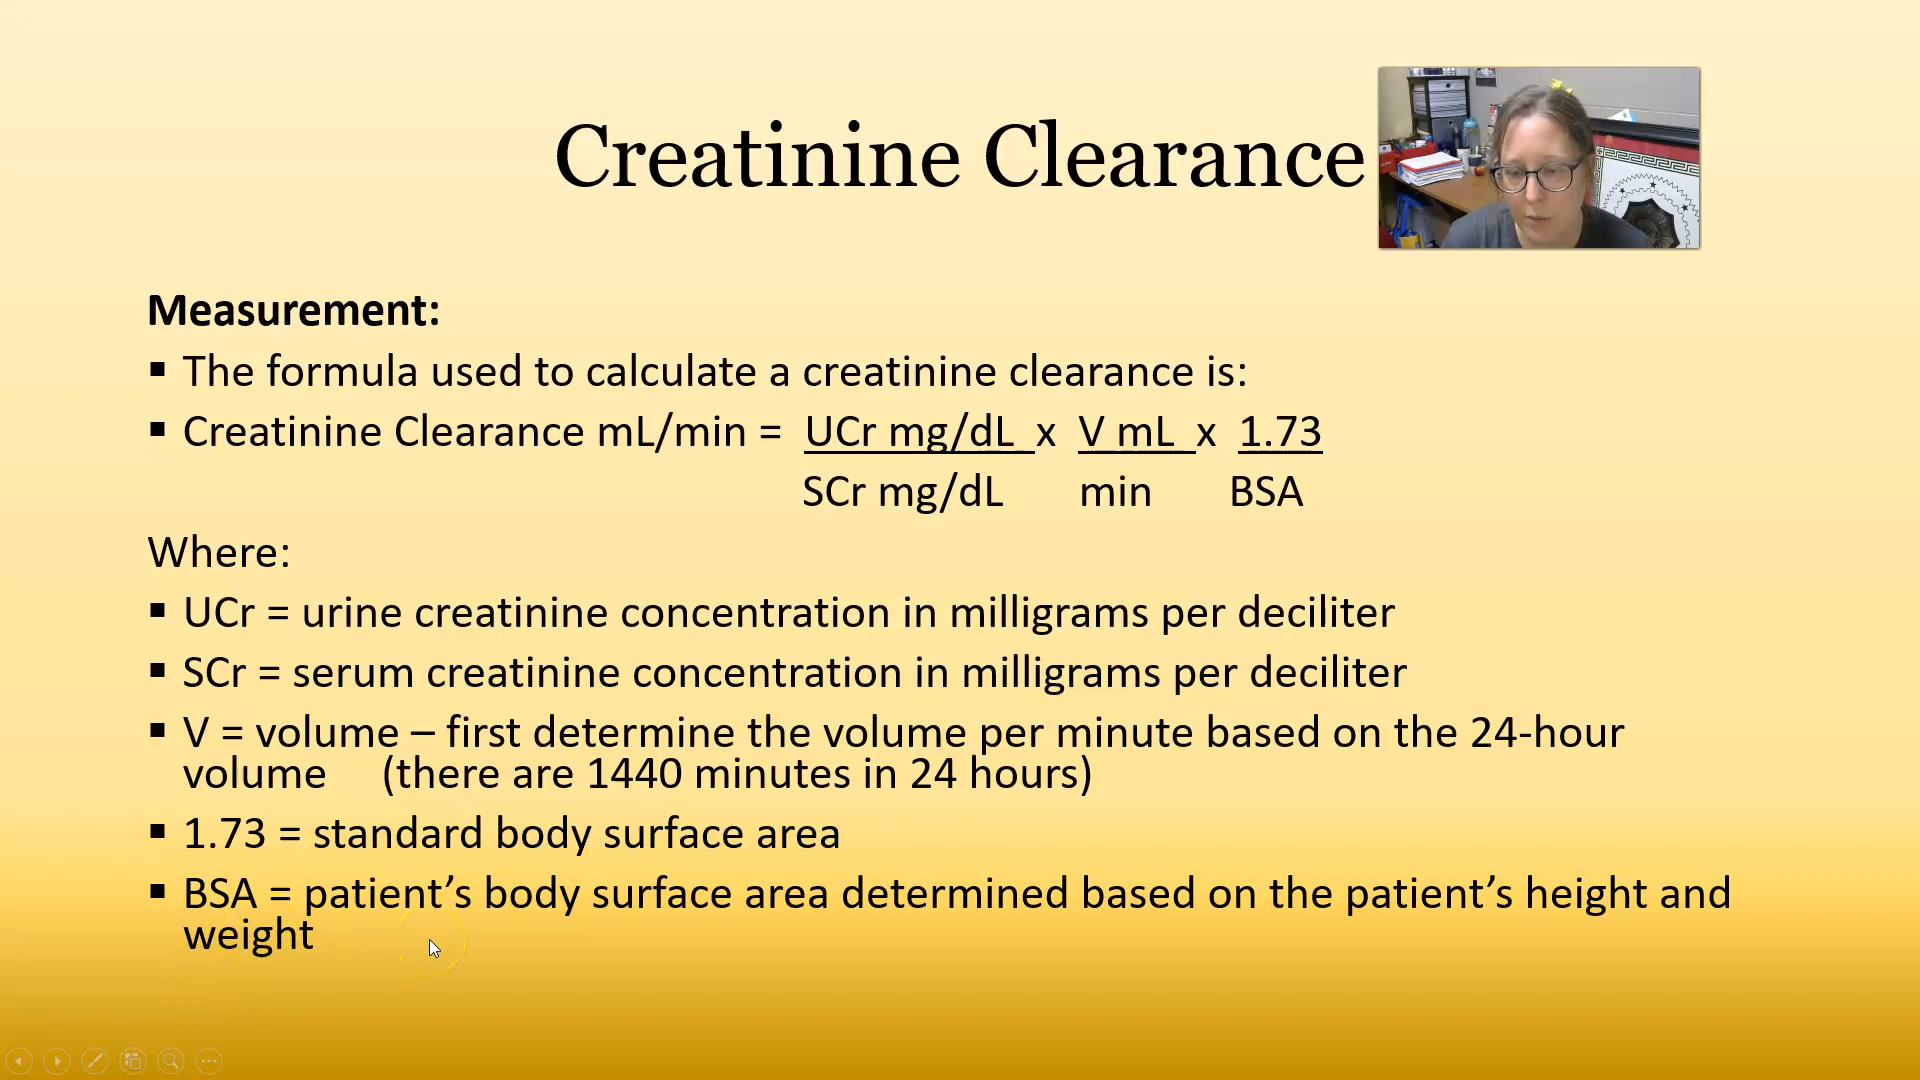 Creatinine Clearance
Measurement:
▪ The formula used to calculate a creatinine clearance is:
▪ Creatinine Clearance mL/min = UCr mg/dL x V mL x 1.73
SCr mg/dL min BSA
Where:
▪ UCr = urine creatinine concentration in milligrams per deciliter
▪ SCr = serum creatinine concentration in milligrams per deciliter
▪ V = volume – first determine the volume per minute based on the 24-hour
volume (there are 1440 minutes in 24 hours)
▪ 1.73 = standard body surface area
▪ BSA = patient’s body surface area determined based on the patient’s height and
weight